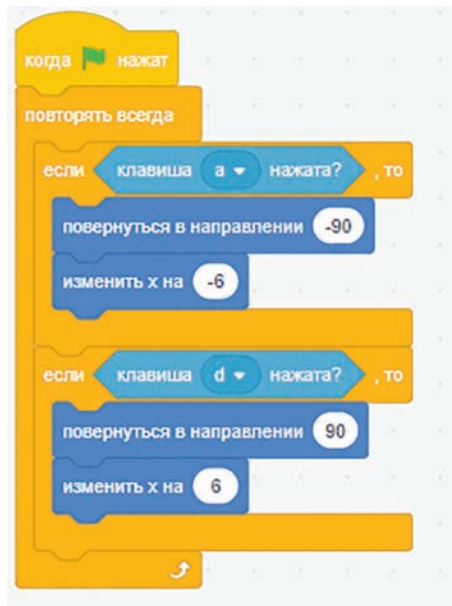 когда нажат
повторять всегда
если клавиша a нажата? , то
повернуться в направлении -90
изменить x на -6
если клавиша d нажата? , то
повернуться в направлении 90
изменить x на 6